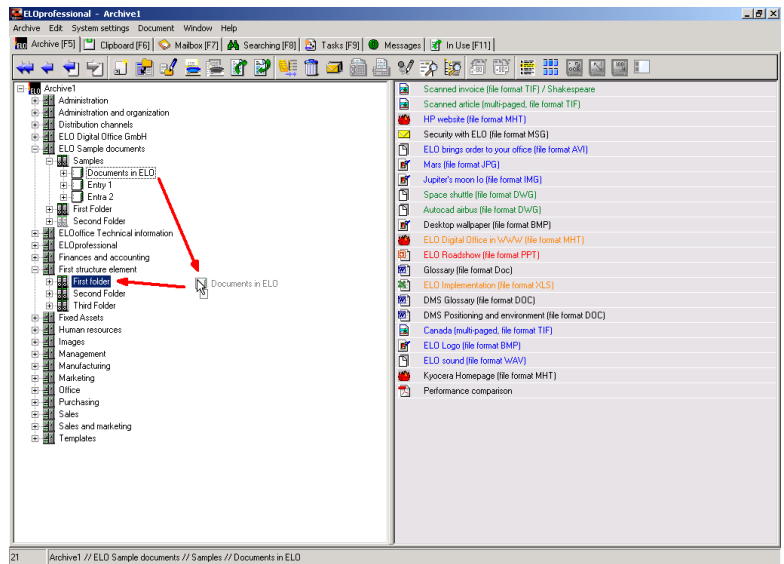 ELOprofessional - Archive1
Archive Edit System settings Document Window Help
Archive [F5] Clipboard [F6] Mailbox [F7] Searching [F8] Tasks [F9] Messages In Use [F11]
Archive1
Administration
Administration and organization
Distribution channels
ELO Digital Office GmbH
ELO Sample documents
Samples
Documents in ELO
Entry 1
Entra 2
First Folder
Second Folder
ELOoffice Technical information
ELOprofessional
Finances and accounting
First structure element
First folder
Second Folder
Third Folder
Fixed Assets
Human resources
Images
Management
Manufacturing
Marketing
Office
Purchasing
Sales
Sales and marketing
Templates
Documents in ELO
Scanned invoice (file format TIF) / Shakespeare
Scanned article (multi-paged, file format TIF)
HP website (file format MHT)
Security with ELO (file format MSG)
ELO brings order to your office (file format AVI)
Mars (file format JPG)
Jupiter's moon Io (file format IMG)
Space shuttle (file format DWG)
Autocad airbus (file format DWG)
Desktop wallpaper (file format BMP)
ELO Digital Office in WWW (file format MHT)
ELO Roadshow (file format PPT)
Glossary (file format Doc)
ELO Implementation (file format XLS)
DMS Glossary (file format DOC)
DMS Positioning and environment (file format DOC)
Canada (multi-paged, file format TIF)
ELO Logo (file format BMP)
ELO sound (file format WAV)
Kyocera Homepage (file format MHT)
Performance comparison
21 Archive1 // ELO Sample documents // Samples // Documents in ELO